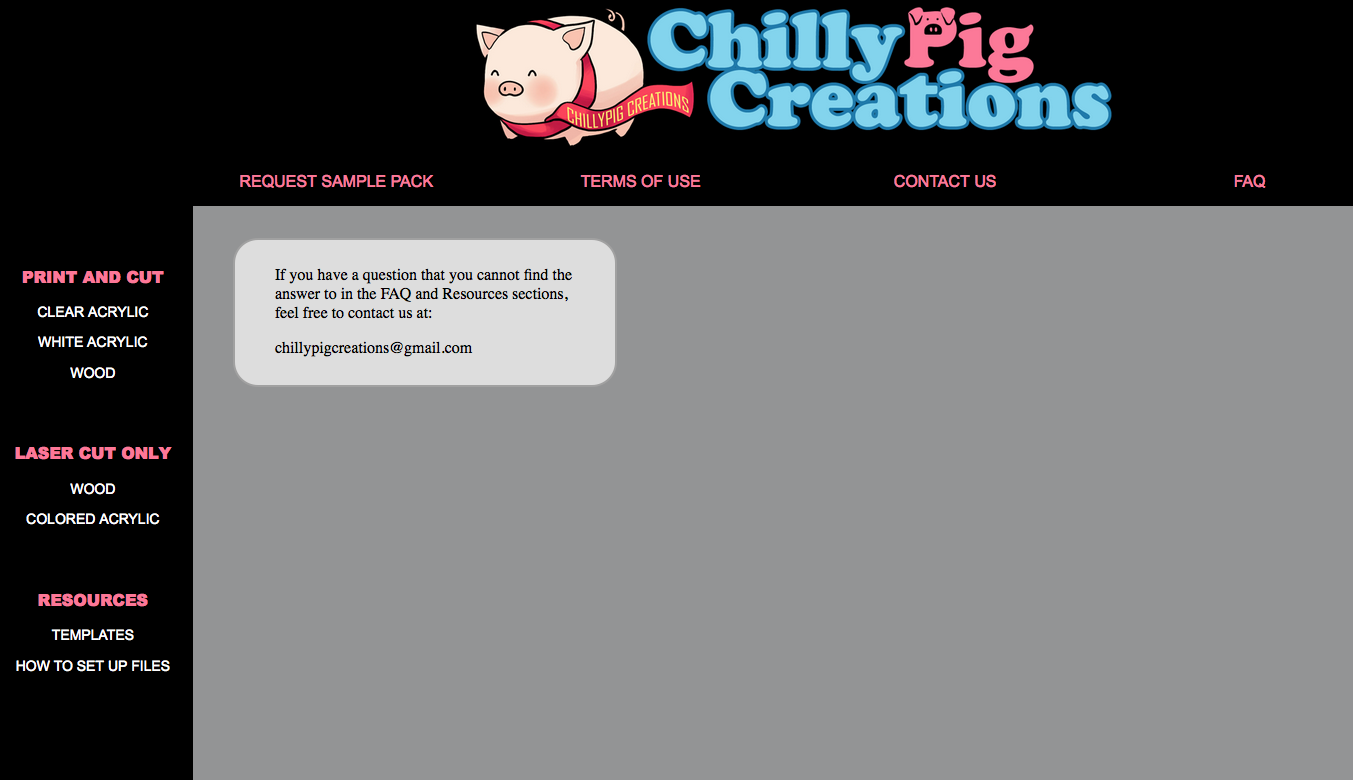 ChillyPig
Creations
CHILLYPIG CREATIONS
REQUEST SAMPLE PACK
TERMS OF USE
CONTACT US
FAQ
PRINT AND CUT
CLEAR ACRYLIC
WHITE ACRYLIC
WOOD
LASER CUT ONLY
WOOD
COLORED ACRYLIC
RESOURCES
TEMPLATES
HOW TO SET UP FILES
If you have a question that you cannot find the
answer to in the FAQ and Resources sections,
feel free to contact us at:
chillypigcreations@gmail.com